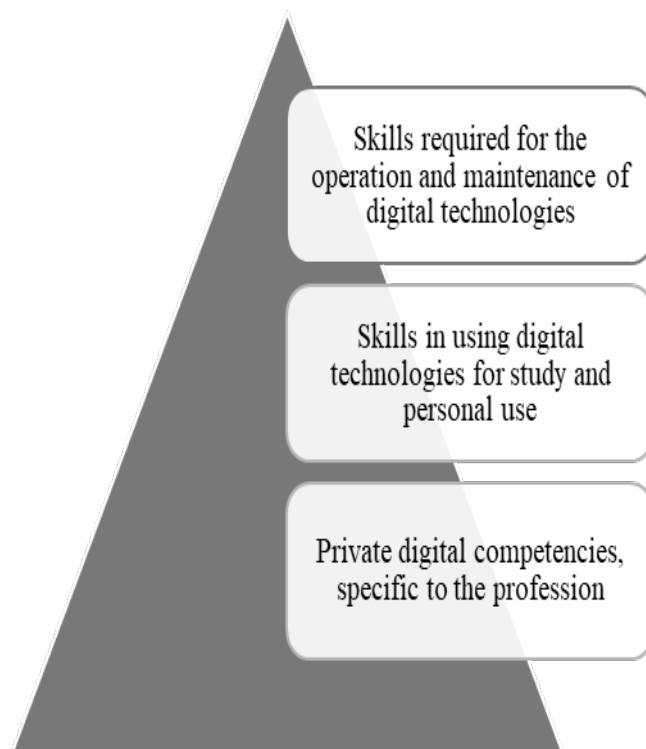 Skills required for the
operation and maintenance of
digital technologies
Skills in using digital
technologies for study and
personal use
Private digital competencies,
specific to the profession